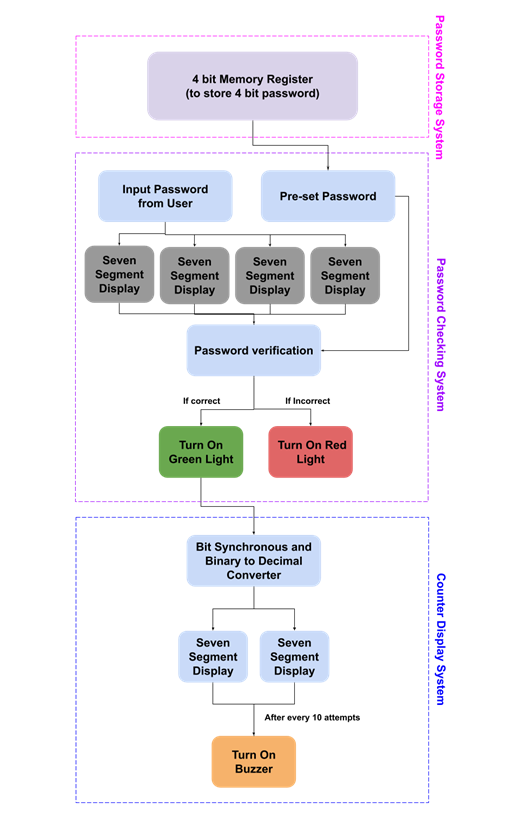 4 bit Memory Register
(to store 4 bit password)
Password Storage System
Input Password
from User
Pre-set Password
Seven
Segment
Display
Seven
Segment
Display
Seven
Segment
Display
Seven
Segment
Display
Password verification
If correct
If Incorrect
Turn On
Green Light
Turn On Red
Light
Password Checking System
Bit Synchronous and
Binary to Decimal
Converter
Seven
Segment
Display
Seven
Segment
Display
After every 10 attempts
Turn On
Buzzer
Counter Display System